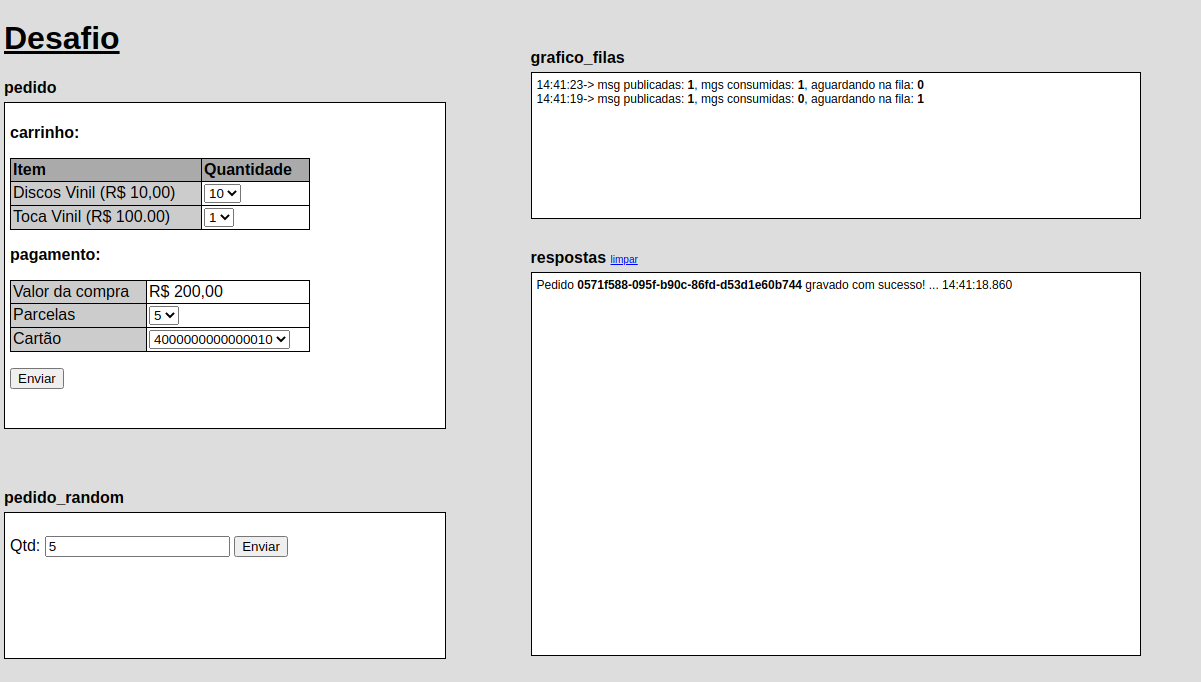 Desafio
pedido
carrinho:
Item Quantidade
Discos Vinil (R$ 10,00) 10
Toca Vinil (R$ 100.00) 1
pagamento:
Valor da compra R$ 200,00
Parcelas 5
Cartão 4000000000000010
Enviar
pedido_random
Qtd: 5 Enviar
grafico_filas
14:41:23-> msg publicadas: 1, mgs consumidas: 1, aguardando na fila: 0
14:41:19-> msg publicadas: 1, mgs consumidas: 0, aguardando na fila: 1
respostas limpar
Pedido 0571f588-095f-b90c-86fd-d53d1e60b744 gravado com sucesso! ... 14:41:18.860